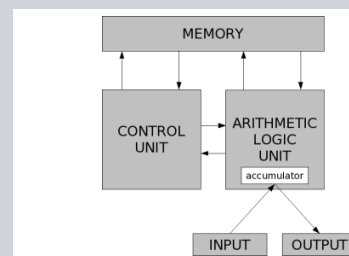 MEMORY
CONTROL
UNIT
ARITHMETIC
LOGIC
UNIT
accumulator
INPUT
OUTPUT